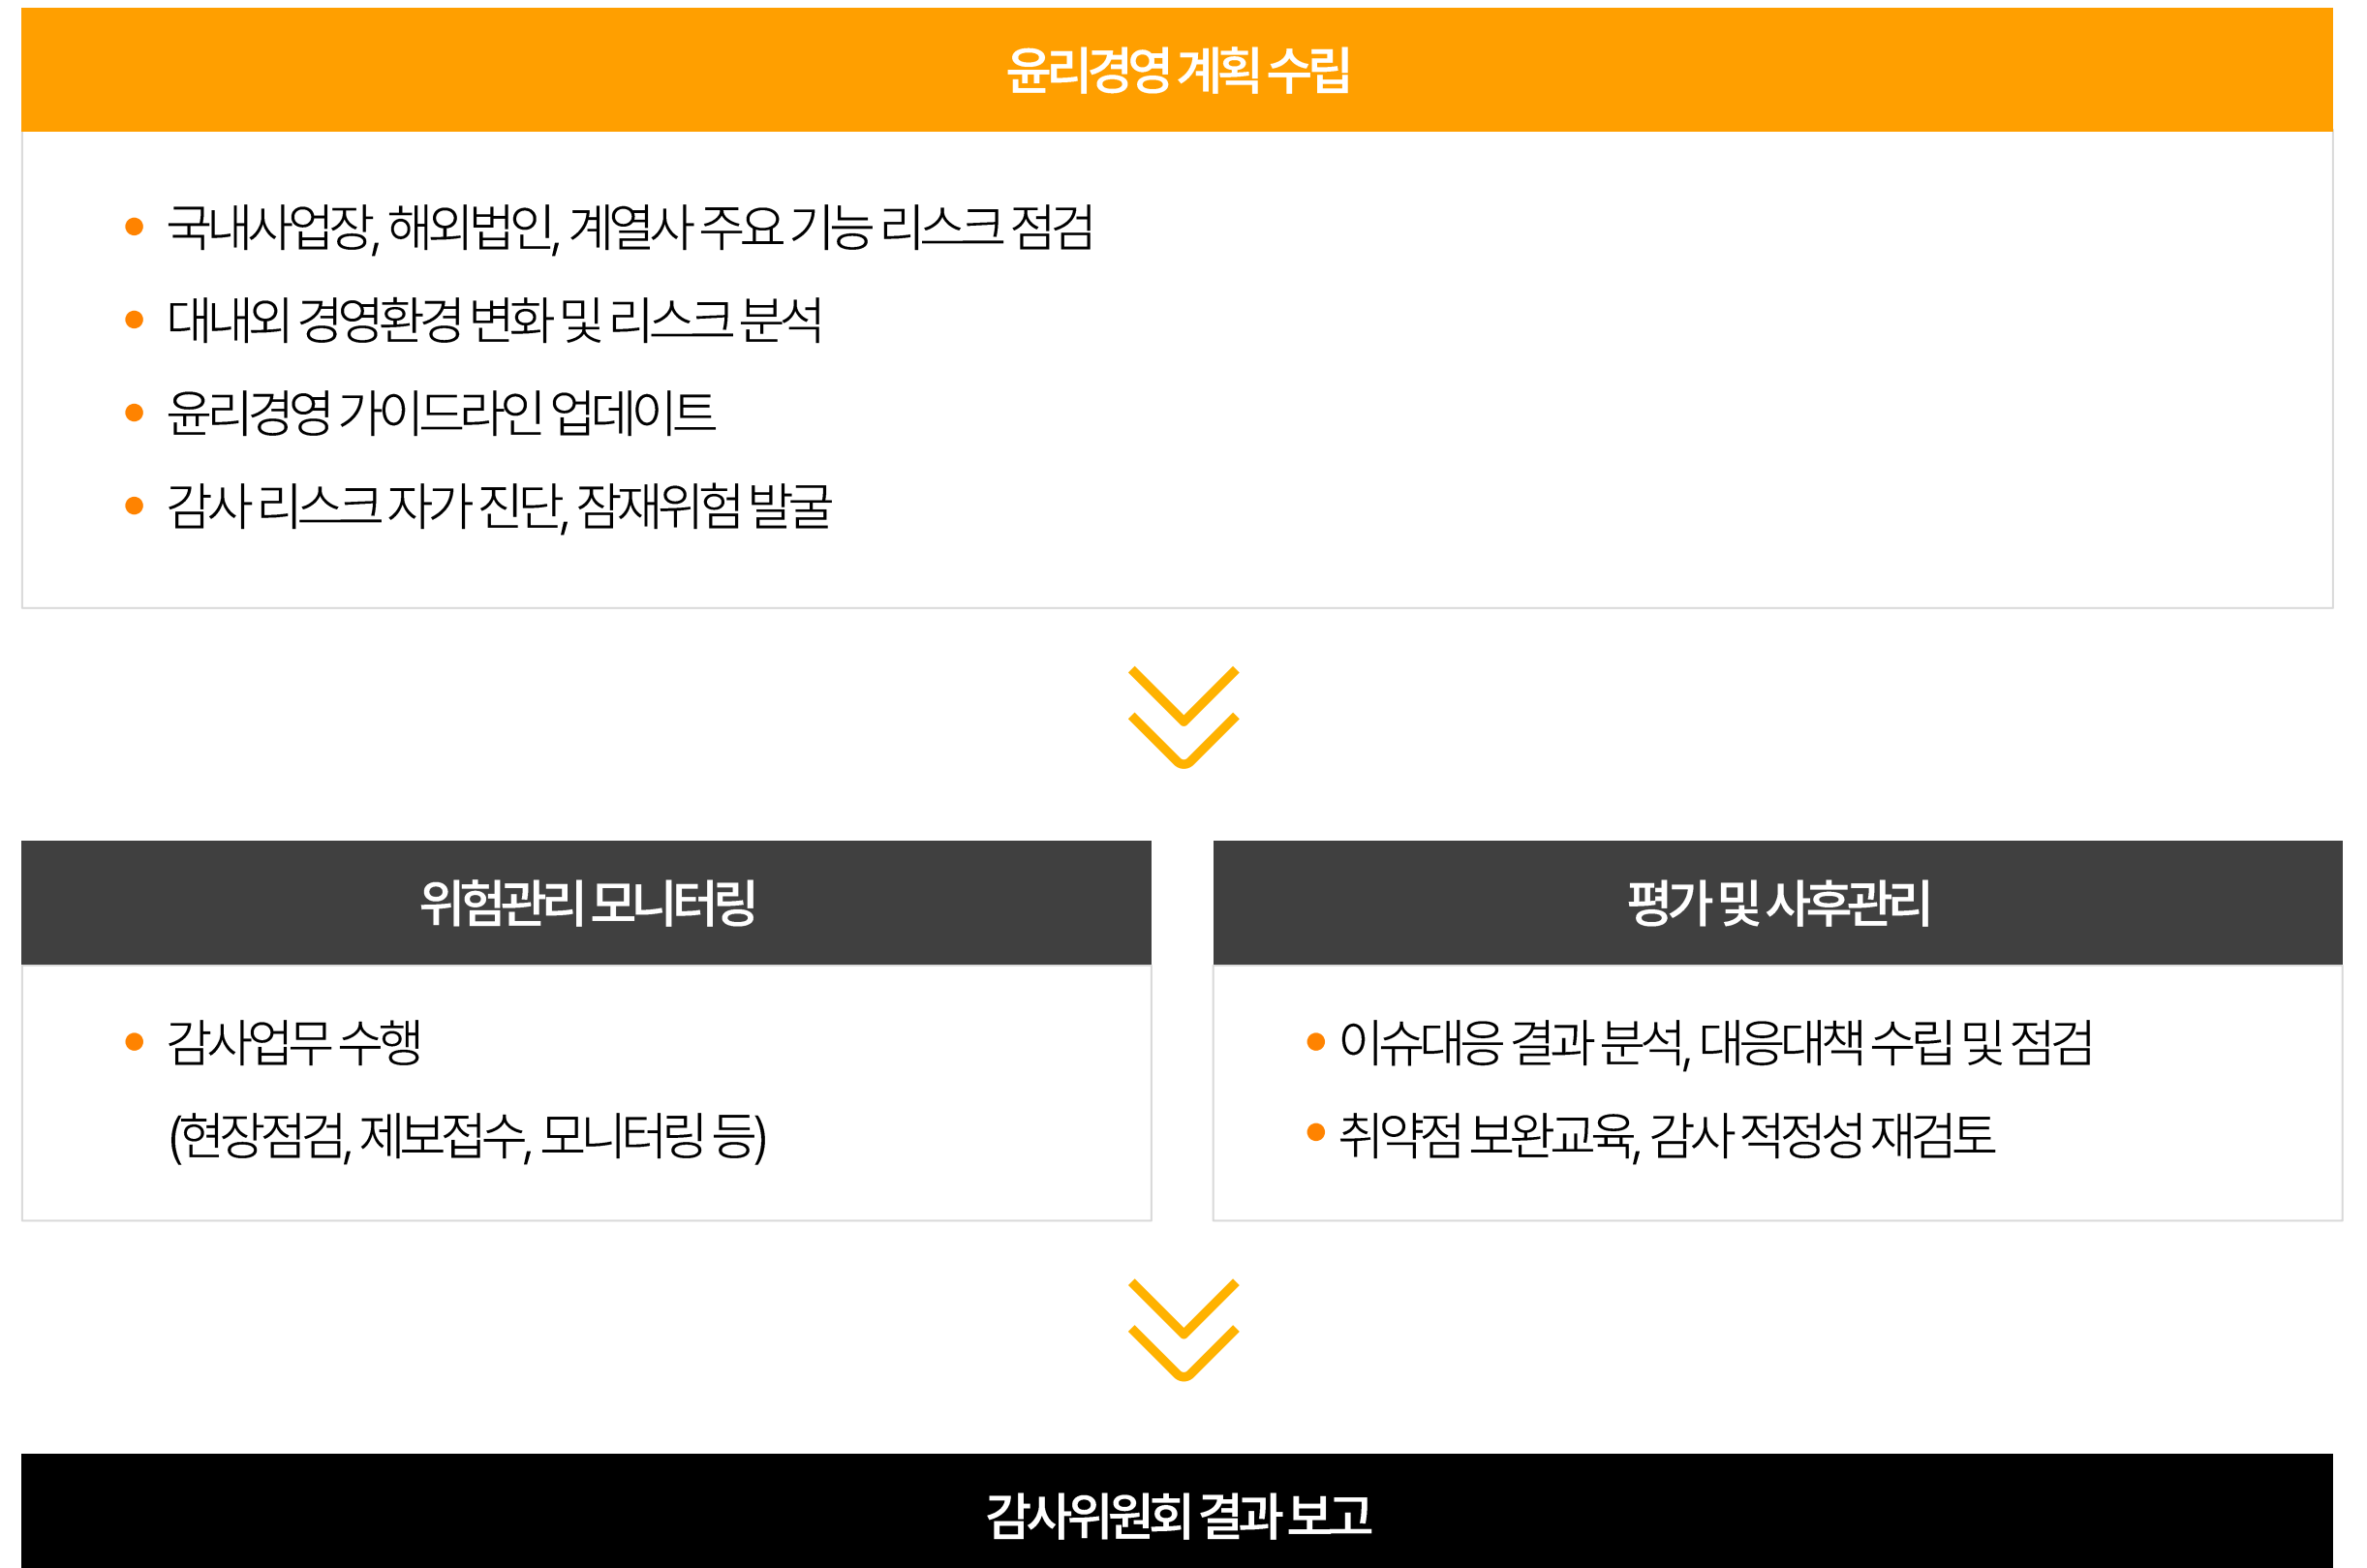 윤리경영 계획 수립
국내사업장, 해외법인, 계열사 주요 기능 리스크 점검
대내외 경영환경 변화 및 리스크 분석
윤리경영 가이드라인 업데이트
감사 리스크 자가 진단, 잠재위험 발굴
위험관리 모니터링
감사업무 수행
(현장점검, 제보접수, 모니터링 등)
평가 및 사후관리
이슈대응 결과 분석, 대응대책 수립 및 점검
취약점 보완교육, 감사 적정성 재검토
감사위원회 결과 보고